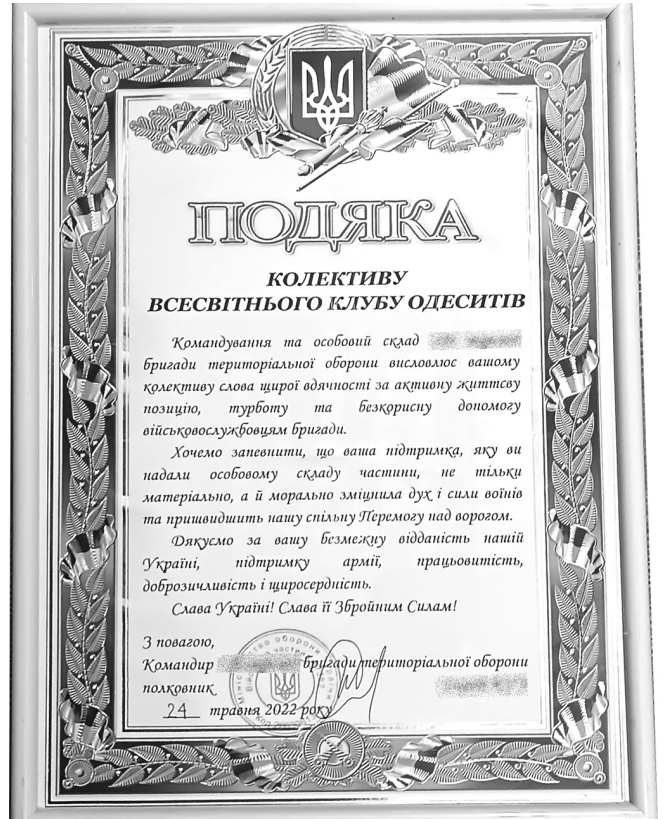 ПОДЯКА
КОЛЕКТИВУ
ВСЕСВІТНЬОГО КЛУБУ ОДЕСИТІВ
Командування та особовий склад
бригади територіальної оборони висловлює вашому
колективу слова щирої вдячності за активну життєву
позицію, турботу та безкорисну допомогу
військовослужбовцям бригади.
Хочемо запевнити, що ваша підтримка, яку ви
надали особовому складу частини, не тільки
матеріально, а й морально зміцнила дух і сили воїнів
та пришвидшить нашу спільну Перемогу над ворогом.
Дякуємо за вашу безмежну відданість нашій
Україні, підтримку армії, працьовитість,
доброзичливість і щиросердність.
Слава Україні! Слава її Збройним Силам!
З повагою,
Командир бригади територіальної оборони
полковник
24 травня 2022 року